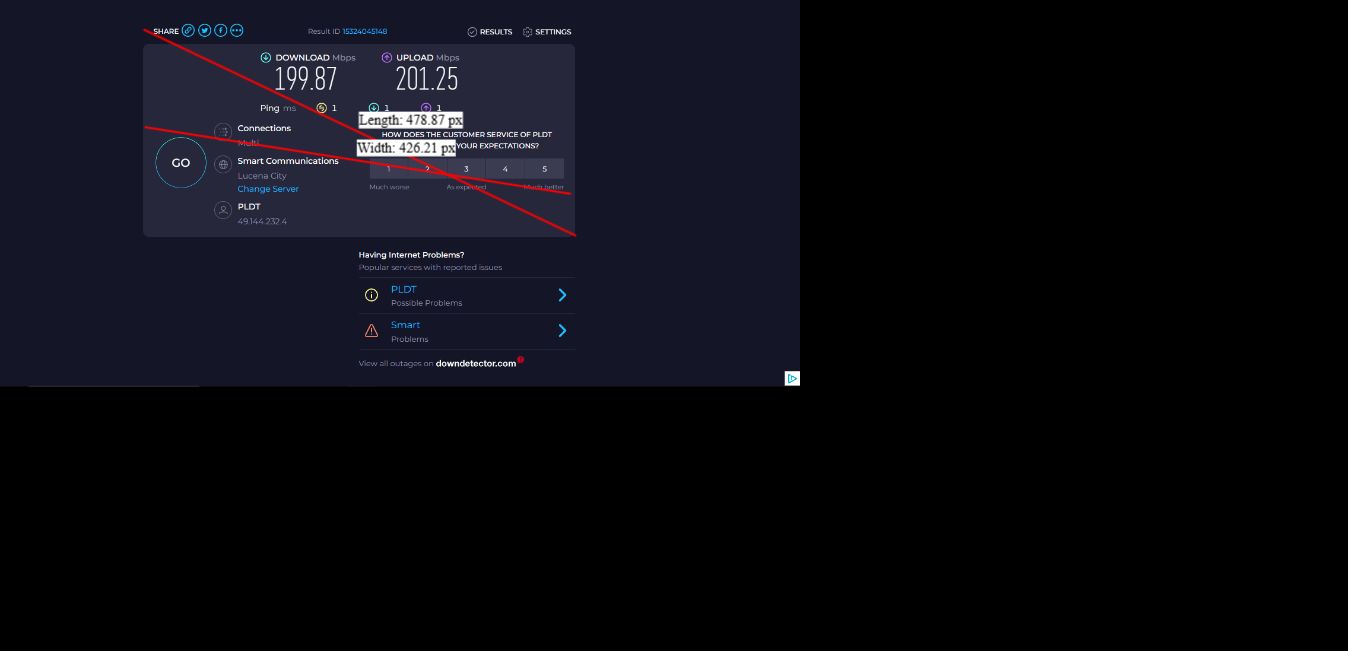 SHARE
Result ID 15324045148
RESULTS
SETTINGS
DOWNLOAD Mbps
199.87
UPLOAD Mbps
201.25
Ping ms
1
1
1
Length: 478.87 px
Connections
Multi
HOW DOES THE CUSTOMER SERVICE OF PLDT
Width: 426.21 px YOUR EXPECTATIONS?
GO
Smart Communications
Lucena City
Change Server
1 2 3 4 5
Much worse As expected Much better
PLDT
49.144.232.4
Having Internet Problems?
Popular services with reported issues
PLDT
Possible Problems
Smart
Problems
View all outages on downdetector.com